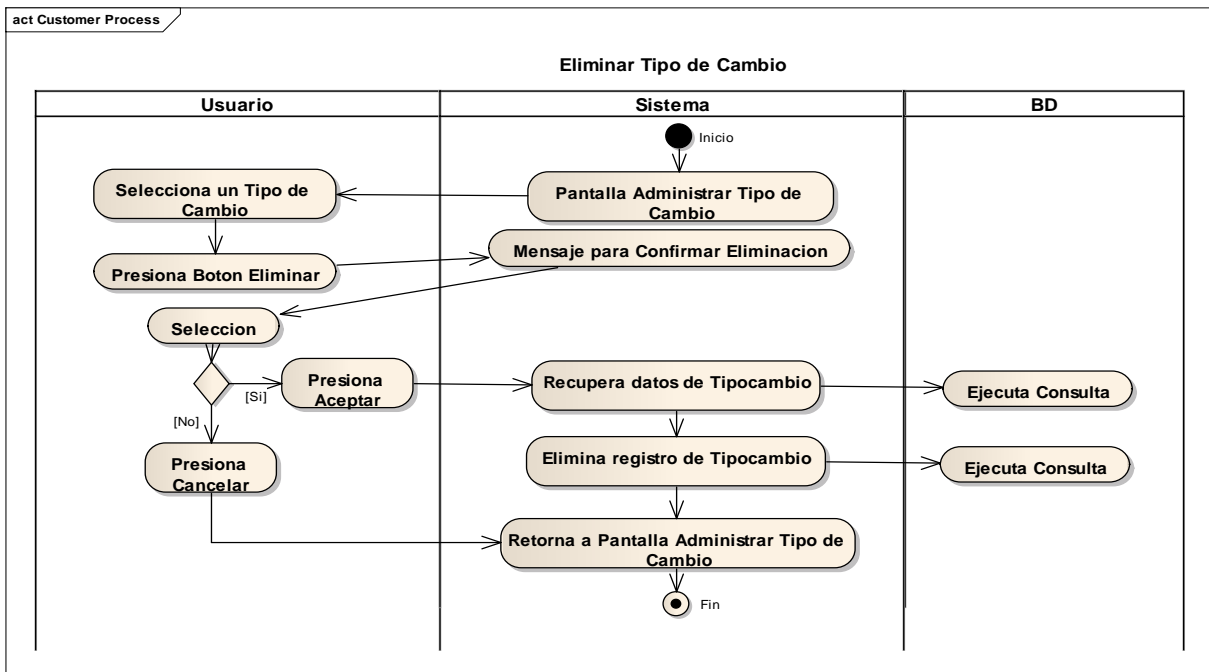 act Customer Process
Eliminar Tipo de Cambio
Usuario
Sistema
BD
Inicio
Selecciona un Tipo de
Cambio
Pantalla Administrar Tipo de
Cambio
Presiona Boton Eliminar
Mensaje para Confirmar Eliminacion
Seleccion
[Si]
Presiona
Aceptar
Recupera datos de Tipocambio
Ejecuta Consulta
[No]
Presiona
Cancelar
Elimina registro de Tipocambio
Ejecuta Consulta
Retorna a Pantalla Administrar Tipo de
Cambio
Fin